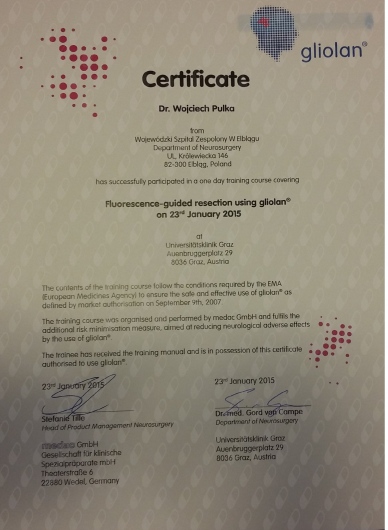 gliolan®
Certificate
Dr. Wojciech Pulka
from
Wojewódzki Szpital Zespolony W Elblągu
Department of Neurosurgery
UL. Królewiecka 146
82-300 Elbląg, Poland
has successfully participated in a one day training course covering
Fluorescence-guided resection using gliolan®
on 23rd January 2015
at
Universitätsklinik Graz
Auenbruggerplatz 29
8036 Graz, Austria
The contents of the training course follow the conditions required by the EMA
(European Medicines Agency) to ensure the safe and effective use of gliolan® as
defined by market authorisation on September 9th, 2007.
The training course was organised and performed by medac GmbH and fulfils the
additional risk minimisation measure, aimed at reducing neurological adverse effects
by the use of gliolan®.
The trainee has received the training manual and is in possession of this certificate
authorised to use gliolan®.
23rd January 2015
Stefanie Tille
Head of Product Management Neurosurgery
medac GmbH
Gesellschaft für klinische
Spezialpräparate mbH
Theaterstraße 6
22880 Wedel, Germany
23rd January 2015
Dr. med. Gord von Campe
Department of Neurosurgery
Universitätsklinik Graz
Auenbruggerplatz 29
8036 Graz, Austria